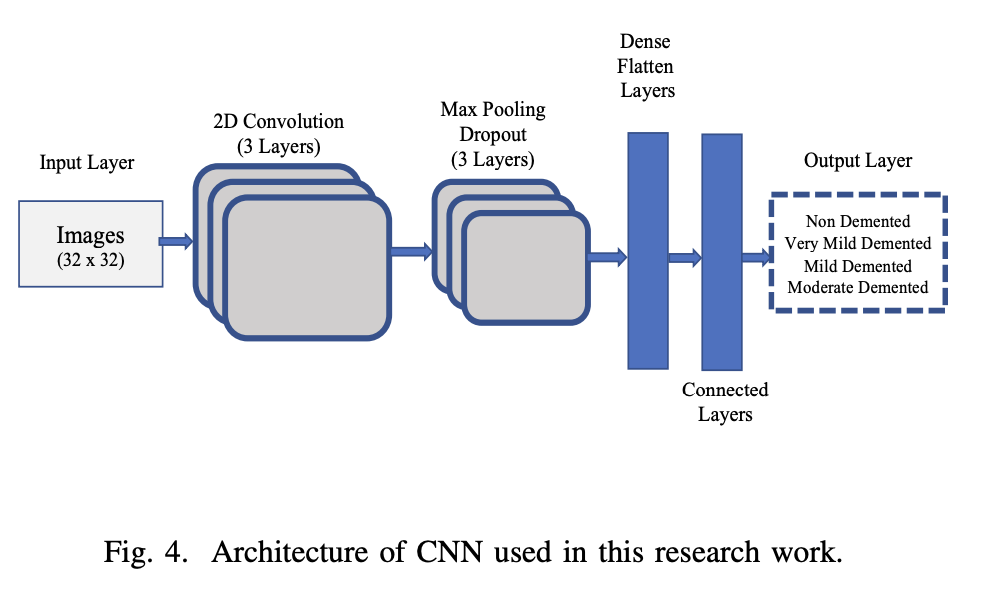 Input Layer
Images
(32 x 32)
2D Convolution
(3 Layers)
Max Pooling
Dropout
(3 Layers)
Dense
Flatten
Layers
Connected
Layers
Output Layer
Non Demented
Very Mild Demented
Mild Demented
Moderate Demented
Fig. 4. Architecture of CNN used in this research work.